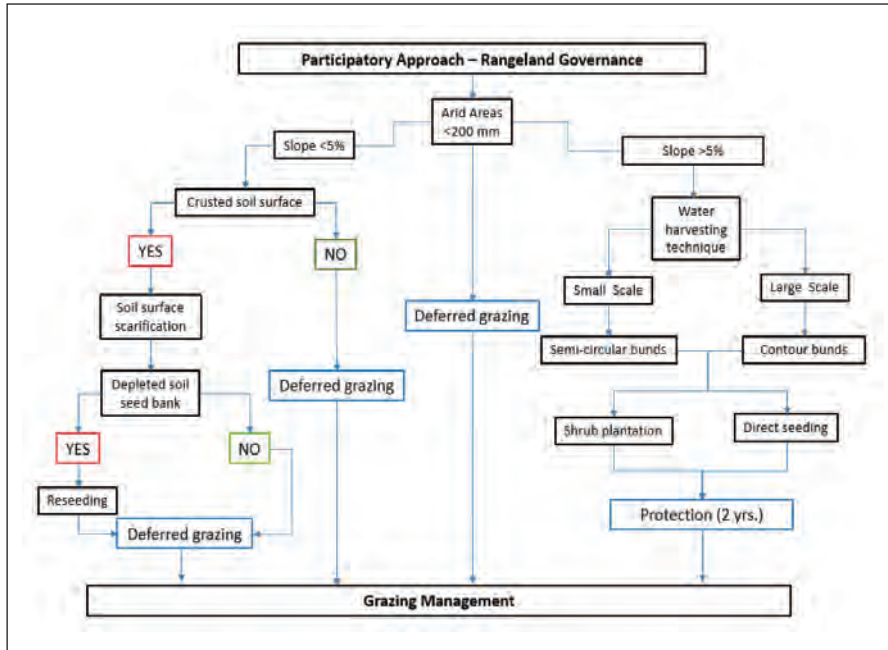 Participatory Approach – Rangeland Governance
Arid Areas
<200 mm
Slope <5%
Slope >5%
Crusted soil surface
Water
harvesting
technique
YES
NO
Small Scale
Large Scale
Soil surface
scarification
Deferred grazing
Semi-circular bunds
Contour bunds
Depleted soil
seed bank
Deferred grazing
Shrub plantation
Direct seeding
YES
NO
Reseeding
Deferred grazing
Protection (2 yrs.)
Grazing Management